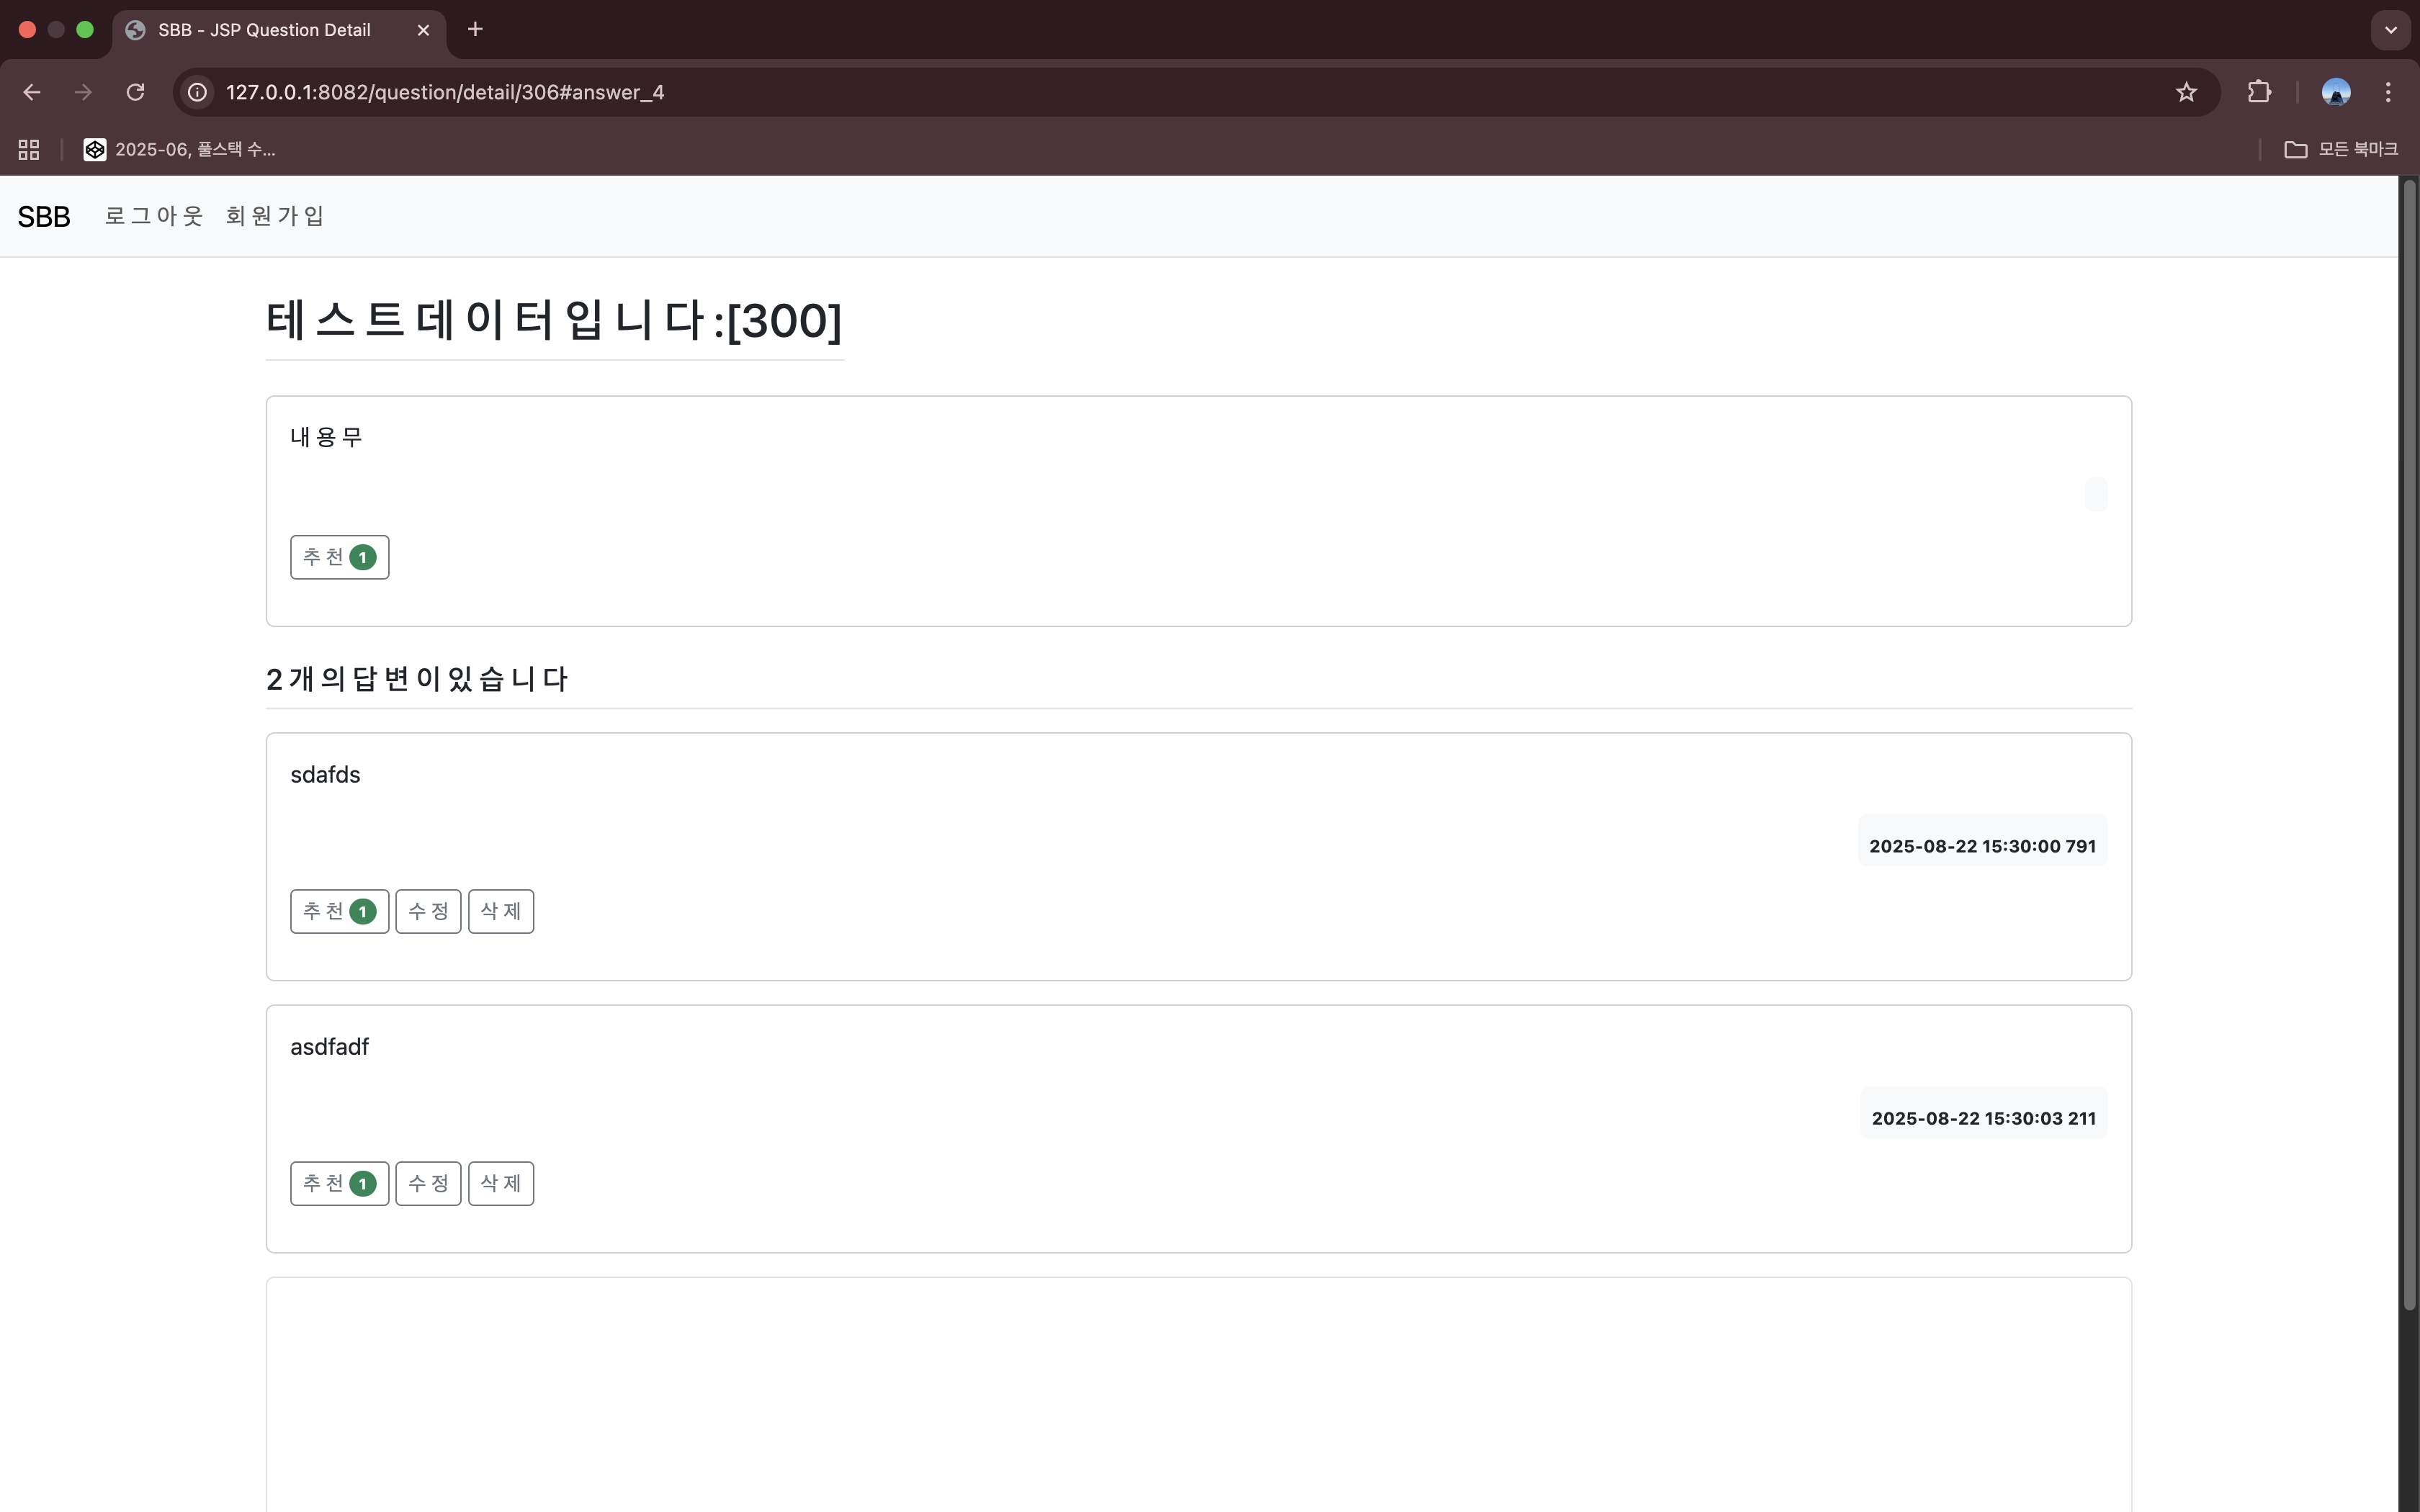 SBB - JSP Question Detail
127.0.0.1:8082/question/detail/306#answer_4
2025-06, 풀스택 수...
모든 북마크
SBB 로그아웃 회원가입
테스트데이터입니다:[300]
내용무
추천 1
2개의답변이있습니다
sdafds
2025-08-22 15:30:00 791
추천 1 수정 삭제
asdfadf
2025-08-22 15:30:03 211
추천 1 수정 삭제